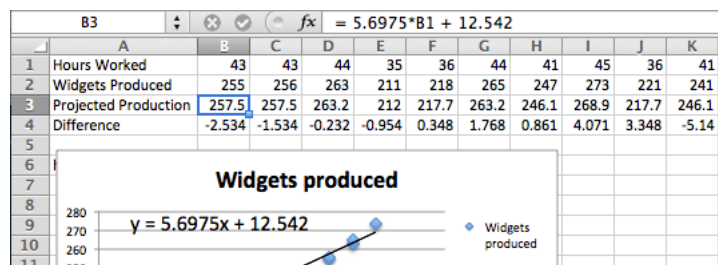 B3 fx = 5.6975*B1 + 12.542
A B C D E F G H I J K
1 Hours Worked 43 43 44 35 36 44 41 45 36 41
2 Widgets Produced 255 256 263 211 218 265 247 273 221 241
3 Projected Production 257.5 257.5 263.2 212 217.7 263.2 246.1 268.9 217.7 246.1
4 Difference -2.534 -1.534 -0.232 -0.954 0.348 1.768 0.861 4.071 3.348 -5.14
5
6
7 Widgets produced
8
280
9 y = 5.6975x + 12.542 Widgets
270
10 produced
260
11